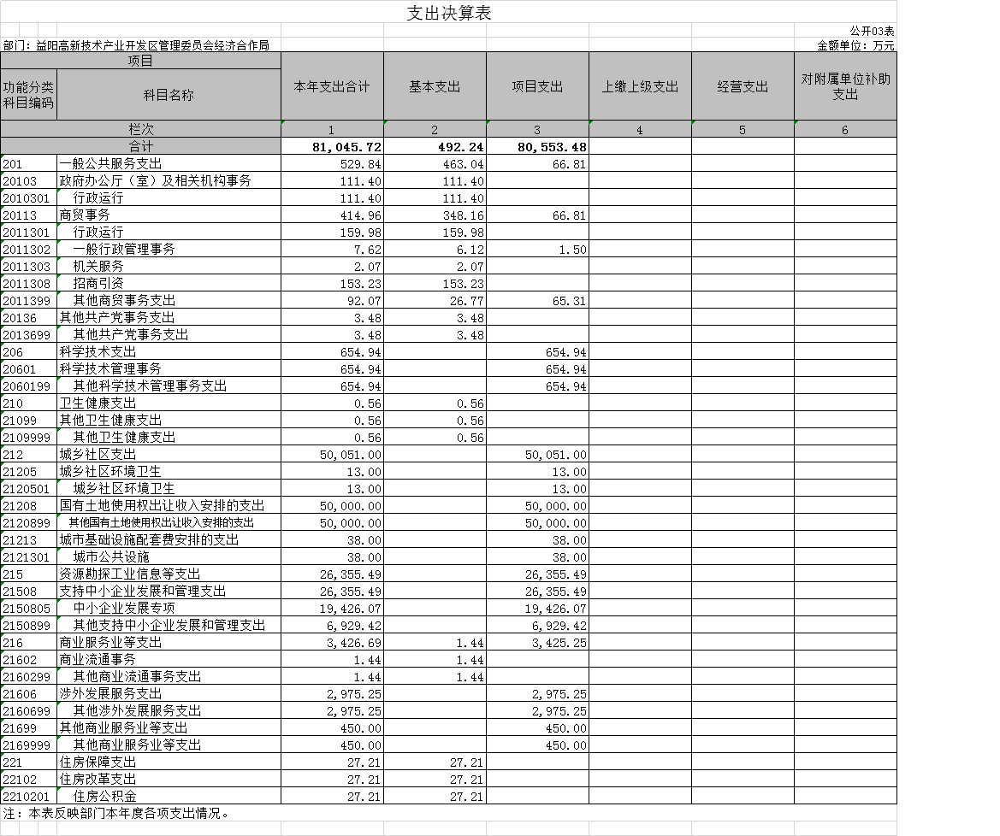 支出决算表
公开03表
部门：益阳高新技术产业开发区管理委员会经济合作局 金额单位：万元
项目 本年支出合计 基本支出 项目支出 上缴上级支出 经营支出 对附属单位补助支出
功能分类科目编码 科目名称
栏次 1 2 3 4 5 6
合计 81,045.72 492.24 80,553.48
201 一般公共服务支出 529.84 463.04 66.81
20103 政府办公厅（室）及相关机构事务 111.40 111.40
2010301 行政运行 111.40 111.40
20113 商贸事务 414.96 348.16 66.81
2011301 行政运行 159.98 159.98
2011302 一般行政管理事务 7.62 6.12 1.50
2011303 机关服务 2.07 2.07
2011308 招商引资 153.23 153.23
2011399 其他商贸事务支出 92.07 26.77 65.31
20136 其他共产党事务支出 3.48 3.48
2013699 其他共产党事务支出 3.48 3.48
206 科学技术支出 654.94 654.94
20601 科学技术管理事务 654.94 654.94
2060199 其他科学技术管理事务支出 654.94 654.94
210 卫生健康支出 0.56 0.56
21099 其他卫生健康支出 0.56 0.56
2109999 其他卫生健康支出 0.56 0.56
212 城乡社区支出 50,051.00 50,051.00
21205 城乡社区环境卫生 13.00 13.00
2120501 城乡社区环境卫生 13.00 13.00
21208 国有土地使用权出让收入安排的支出 50,000.00 50,000.00
2120899 其他国有土地使用权出让收入安排的支出 50,000.00 50,000.00
21213 城市基础设施配套费安排的支出 38.00 38.00
2121301 城市公共设施 38.00 38.00
215 资源勘探工业信息等支出 26,355.49 26,355.49
21508 支持中小企业发展和管理支出 26,355.49 26,355.49
2150805 中小企业发展专项 19,426.07 19,426.07
2150899 其他支持中小企业发展和管理支出 6,929.42 6,929.42
216 商业服务业等支出 3,426.69 1.44 3,425.25
21602 商业流通事务 1.44 1.44
2160299 其他商业流通事务支出 1.44 1.44
21606 涉外发展服务支出 2,975.25 2,975.25
2160699 其他涉外发展服务支出 2,975.25 2,975.25
21699 其他商业服务业等支出 450.00 450.00
2169999 其他商业服务业等支出 450.00 450.00
221 住房保障支出 27.21 27.21
22102 住房改革支出 27.21 27.21
2210201 住房公积金 27.21 27.21
注：本表反映部门本年度各项支出情况。